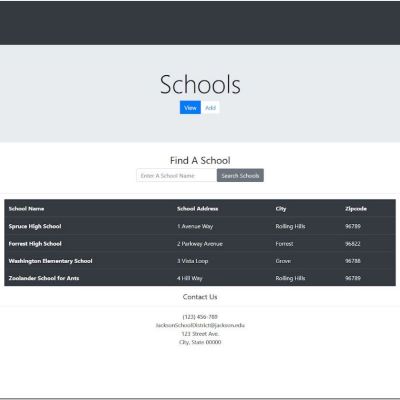 Schools
View Add
Find A School
Enter A School Name Search Schools
School Name School Address City Zipcode
Spruce High School 1 Avenue Way Rolling Hills 96789
Forrest High School 2 Parkway Avenue Forrest 96822
Washington Elementary School 3 Vista Loop Grove 96788
Zoolander School for Ants 4 Hill Way Rolling Hills 96789
Contact Us
(123) 456-789
JacksonSchoolDistrict@jackson.edu
123 Street Ave.
City, State 00000